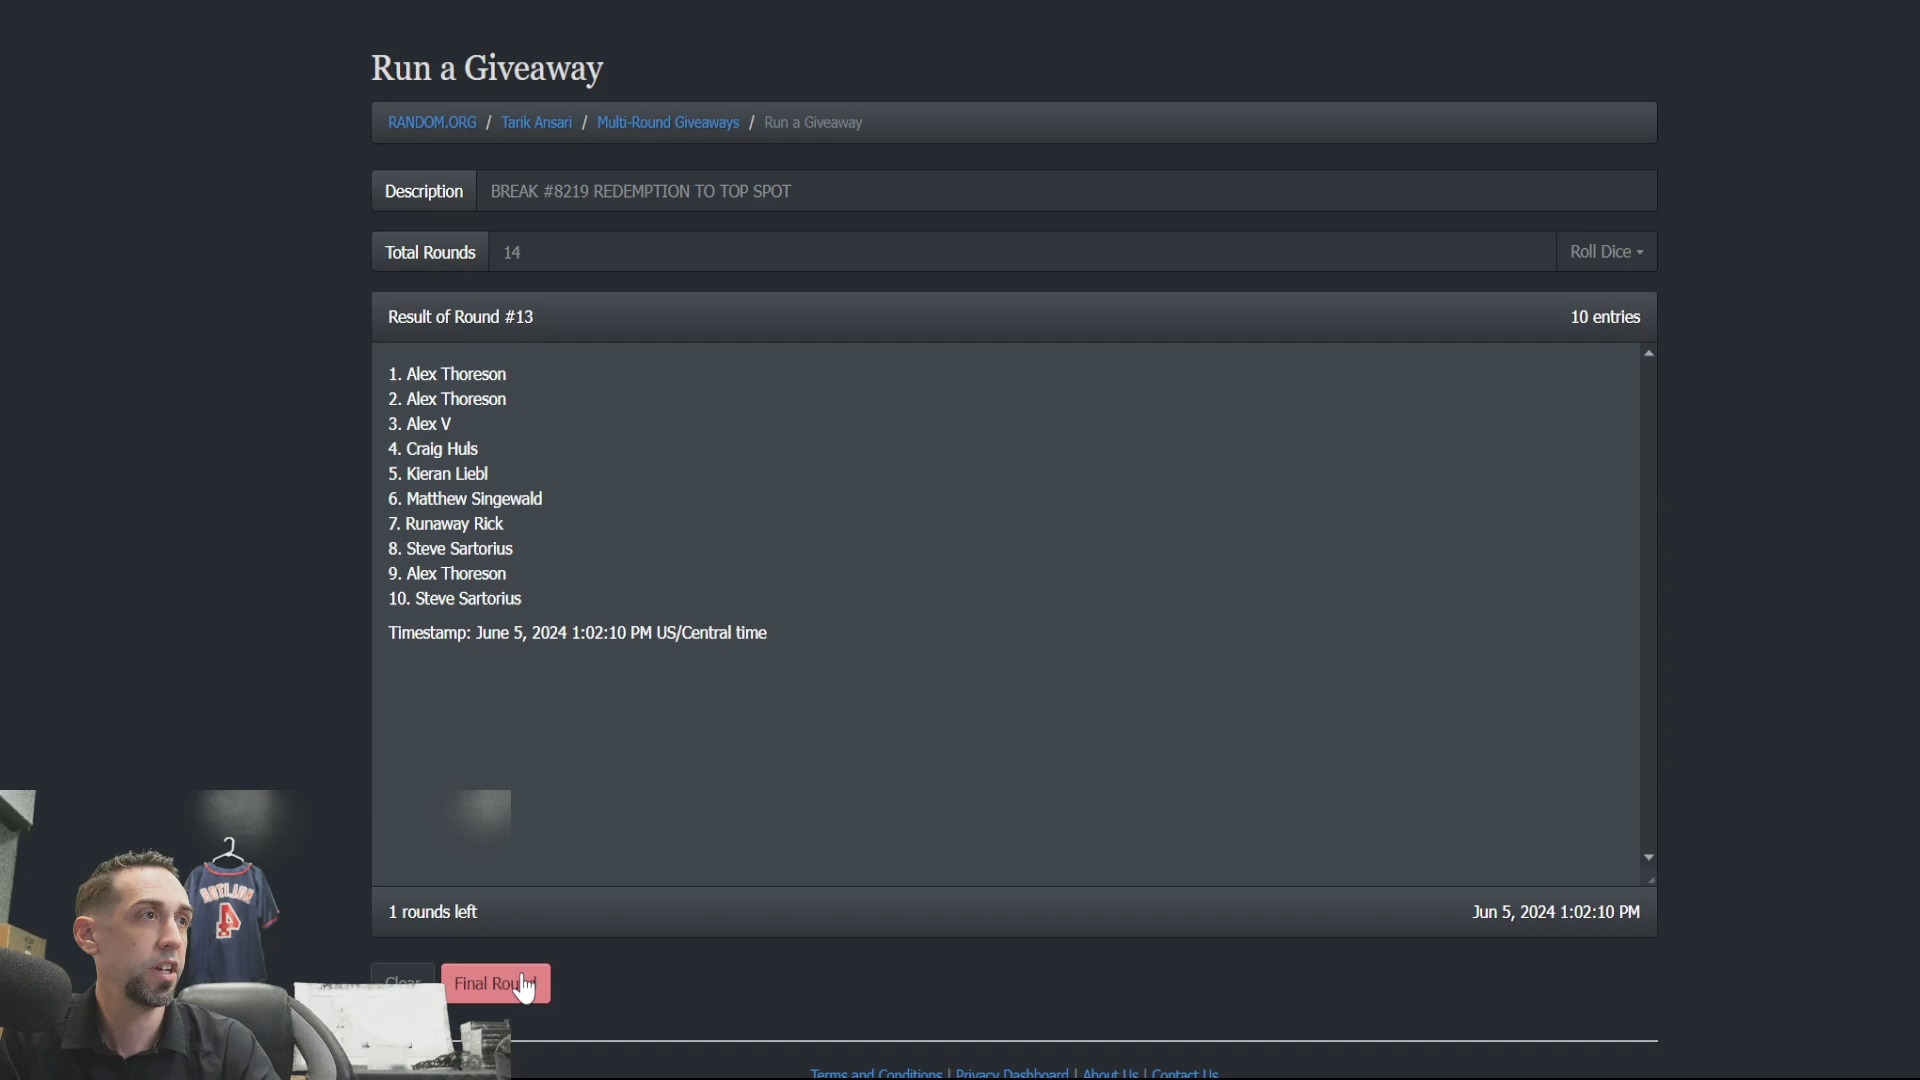 Run a Giveaway
RANDOM.ORG / Tarik Ansari / Multi-Round Giveaways / Run a Giveaway
Description BREAK #8219 REDEMPTION TO TOP SPOT
Total Rounds 14 Roll Dice
Result of Round #13 10 entries
1. Alex Thoreson
2. Alex Thoreson
3. Alex V
4. Craig Huls
5. Kieran Liebl
6. Matthew Singewald
7. Runaway Rick
8. Steve Sartorius
9. Alex Thoreson
10. Steve Sartorius
Timestamp: June 5, 2024 1:02:10 PM US/Central time
1 rounds left Jun 5, 2024 1:02:10 PM
Clear Final Round
Terms and Conditions | Privacy Dashboard | About Us | Contact Us
4